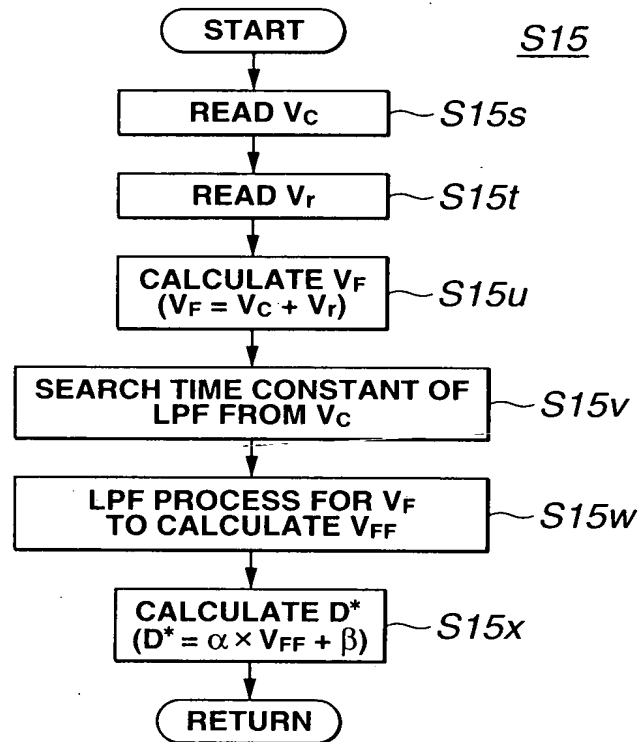 START
S15
READ VC
S15s
READ Vr
S15t
CALCULATE VF
(VF = VC + Vr)
S15u
SEARCH TIME CONSTANT OF
LPF FROM VC
S15v
LPF PROCESS FOR VF
TO CALCULATE VFF
S15w
CALCULATE D*
(D* = α × VFF + β)
S15x
RETURN